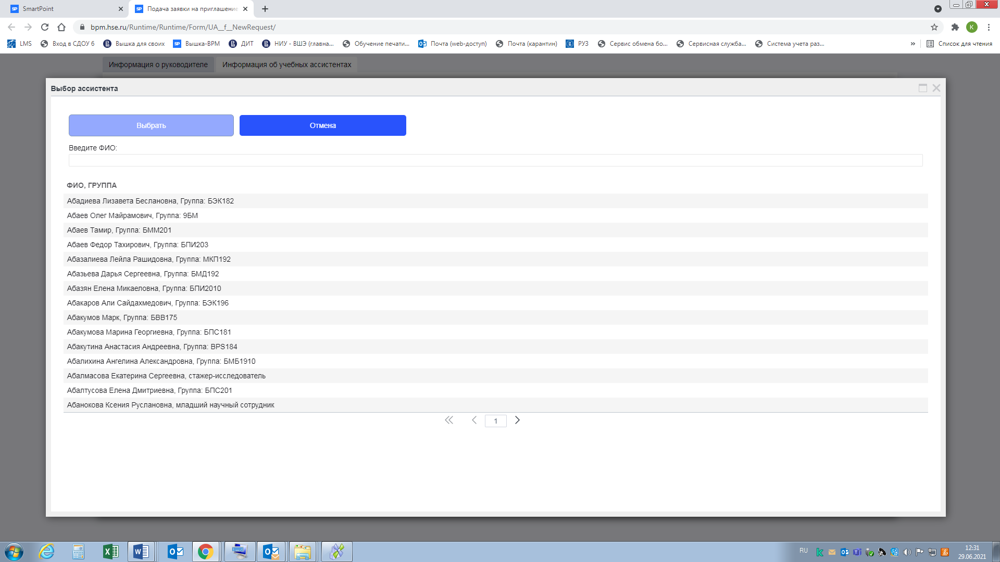 SmartPoint
Подача заявки на приглашение
bpm.hse.ru/Runtime/Runtime/Form/UA__f__NewRequest/
K
LMS
Вход в СДОУ 6
Вышка для своих
SP Вышка-BPM
ДИТ
НИУ - ВШЭ (главна...
Обучение печати...
Почта (web-доступ)
Почта (карантин)
РУЗ
Сервис обмена бо...
Сервисная служба...
Система учета раз...
»
Список для чтения
Информация о руководителе
Информация об учебных ассистентах
Выбор ассистента
Выбрать
Отмена
Введите ФИО:
ФИО, ГРУППА
Абадиева Лизавета Беслановна, Группа: БЭК182
Абаев Олег Майрамович, Группа: 9БМ
Абаев Тамир, Группа: БММ201
Абаев Федор Тахирович, Группа: БПИ203
Абазалиева Лейла Рашидовна, Группа: МКП192
Абазьева Дарья Сергеевна, Группа: БМД192
Абазян Елена Микаеловна, Группа: БПИ2010
Абакаров Али Сайдахмедович, Группа: БЭК196
Абакумов Марк, Группа: БВВ175
Абакумова Марина Георгиевна, Группа: БПС181
Абакутина Анастасия Андреевна, Группа: BPS184
Абалихина Ангелина Александровна, Группа: БМБ1910
Абалмасова Екатерина Сергеевна, стажер-исследователь
Абалтусова Елена Дмитриевна, Группа: БПС201
Абанокова Ксения Руслановна, младший научный сотрудник
1
RU
12:31
29.06.2021